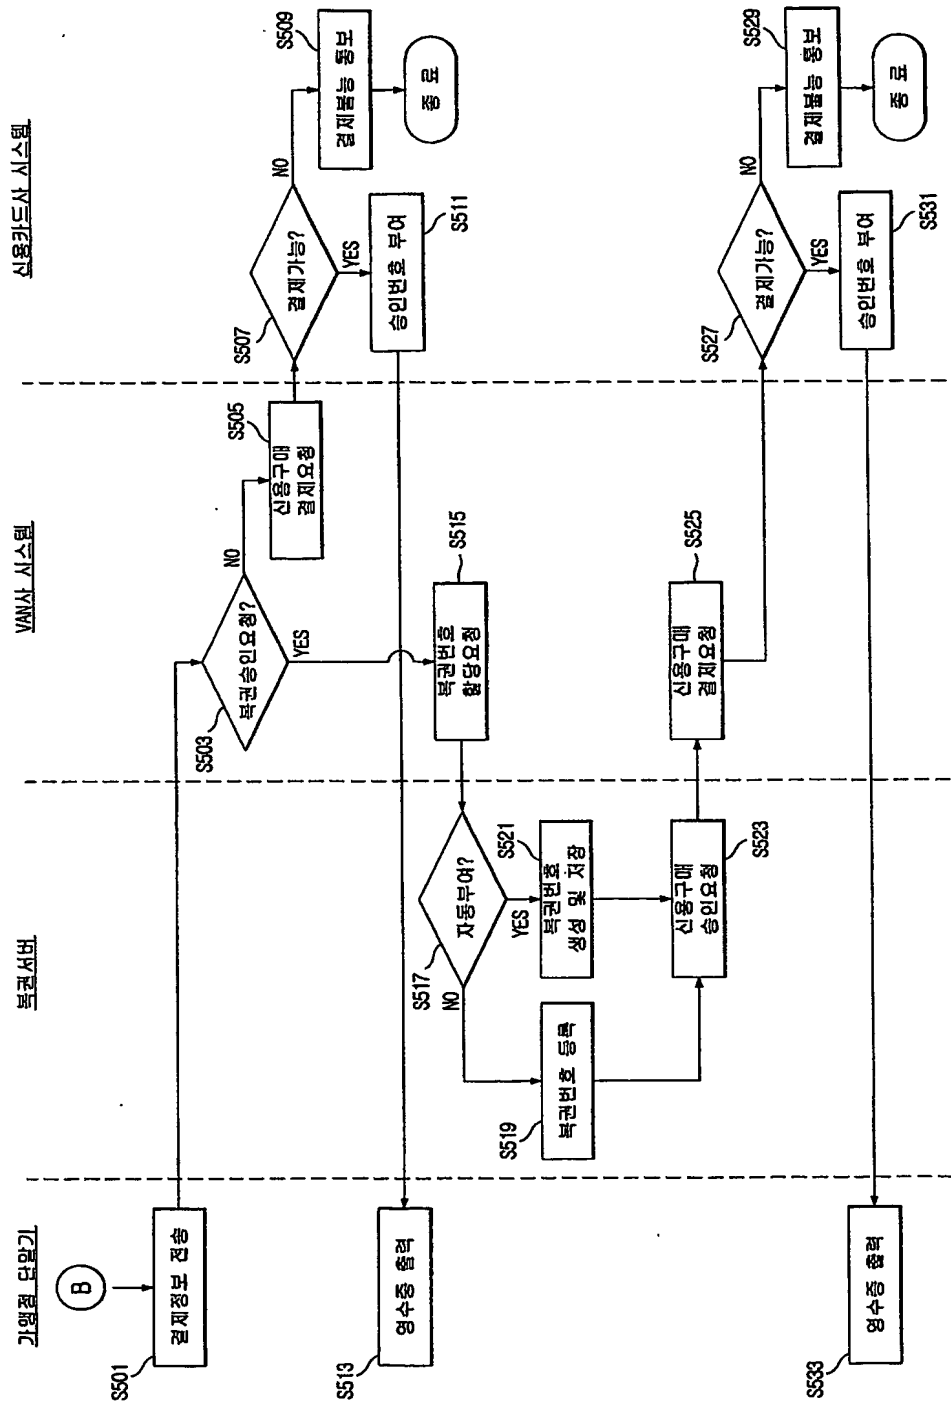 가맹점 단말기
복권서버
VAN사 시스템
신용카드사 시스템
B
S501
결제정보 전송
S503
복권승인요청?
NO
YES
S505
신용구매
결제요청
S507
결제가능?
NO
YES
S509
결제불능 통보
종 료
S511
승인번호 부여
S513
영수증 출력
S515
복권번호
할당요청
S517
자동부여?
NO
YES
S519
복권번호 등록
S521
복권번호
생성 및 저장
S523
신용구매
승인요청
S525
신용구매
결제요청
S527
결제가능?
NO
YES
S529
결제불능 통보
종 료
S531
승인번호 부여
S533
영수증 출력